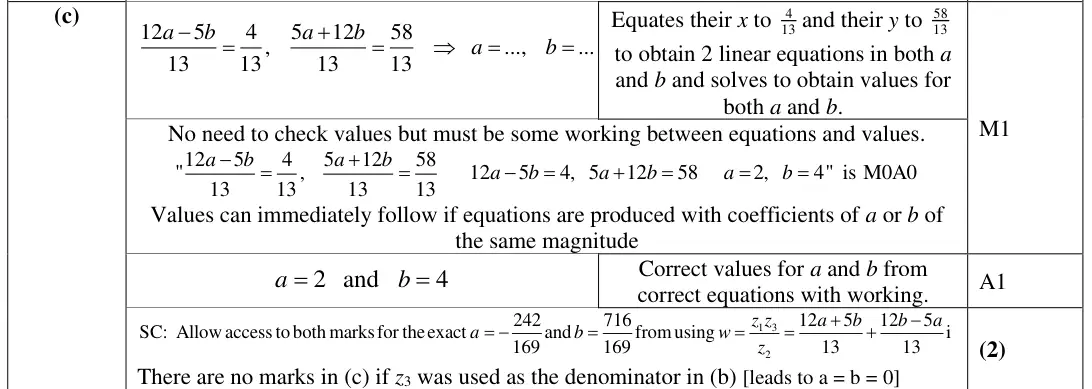 (c)
(12a − 5b)/13 = 4/13, (5a + 12b)/13 = 58/13 ⇒ a = ..., b = ...
Equates their x to 4/13 and their y to 58/13
to obtain 2 linear equations in both a
and b and solves to obtain values for
both a and b.
M1
No need to check values but must be some working between equations and values.
"(12a − 5b)/13 = 4/13, (5a + 12b)/13 = 58/13 12a − 5b = 4, 5a + 12b = 58 a = 2, b = 4" is M0A0
Values can immediately follow if equations are produced with coefficients of a or b of
the same magnitude
a = 2 and b = 4
Correct values for a and b from
correct equations with working.
A1
SC: Allow access to both marks for the exact a = −242/169 and b = 716/169 from using w = z₁z₃/z₂ = (12a + 5b)/13 + (12b − 5a)/13 i
(2)
There are no marks in (c) if z₃ was used as the denominator in (b) [leads to a = b = 0]